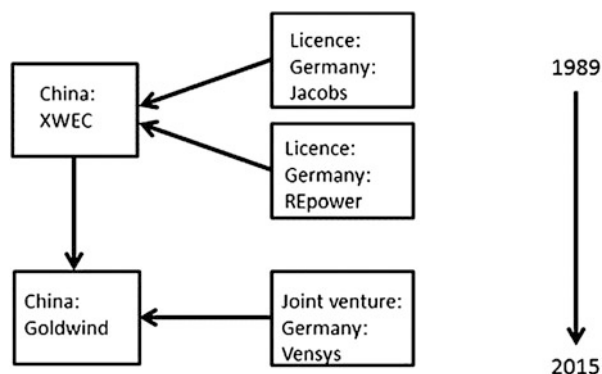 China:
XWEC
Licence:
Germany:
Jacobs
Licence:
Germany:
REpower
China:
Goldwind
Joint venture:
Germany:
Vensys
1989
2015